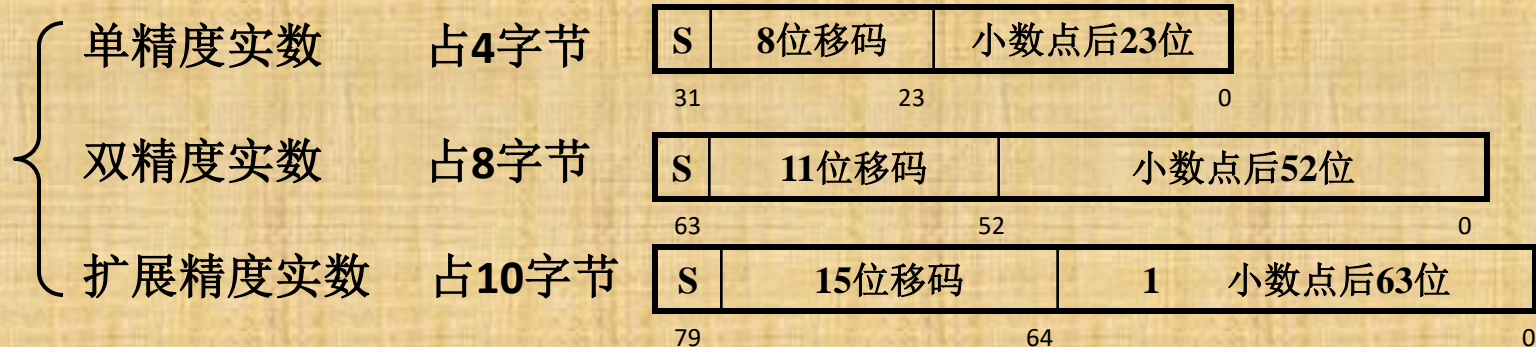 单精度实数 占4字节 S 8位移码 小数点后23位
31 23 0
双精度实数 占8字节 S 11位移码 小数点后52位
63 52 0
扩展精度实数 占10字节 S 15位移码 1 小数点后63位
79 64 0